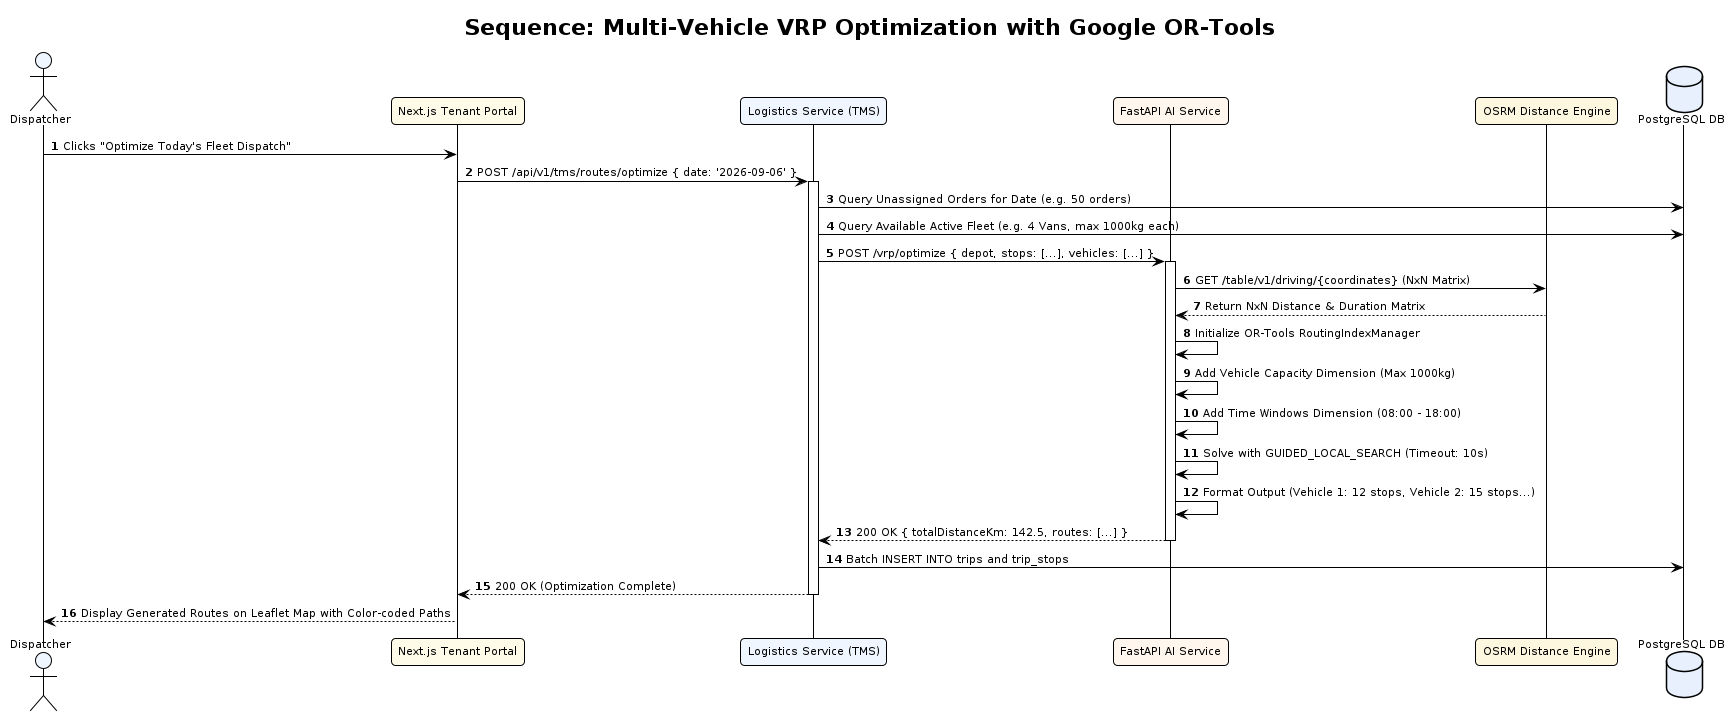 Sequence: Multi-Vehicle VRP Optimization with Google OR-Tools
Dispatcher
Next.js Tenant Portal
Logistics Service (TMS)
FastAPI AI Service
OSRM Distance Engine
PostgreSQL DB
1 Clicks "Optimize Today's Fleet Dispatch"
2 POST /api/v1/tms/routes/optimize { date: '2026-09-06' }
3 Query Unassigned Orders for Date (e.g. 50 orders)
4 Query Available Active Fleet (e.g. 4 Vans, max 1000kg each)
5 POST /vrp/optimize { depot, stops: [...], vehicles: [...] }
6 GET /table/v1/driving/{coordinates} (NxN Matrix)
7 Return NxN Distance & Duration Matrix
8 Initialize OR-Tools RoutingIndexManager
9 Add Vehicle Capacity Dimension (Max 1000kg)
10 Add Time Windows Dimension (08:00 - 18:00)
11 Solve with GUIDED_LOCAL_SEARCH (Timeout: 10s)
12 Format Output (Vehicle 1: 12 stops, Vehicle 2: 15 stops...)
13 200 OK { totalDistanceKm: 142.5, routes: [...] }
14 Batch INSERT INTO trips and trip_stops
15 200 OK (Optimization Complete)
16 Display Generated Routes on Leaflet Map with Color-coded Paths
Dispatcher
Next.js Tenant Portal
Logistics Service (TMS)
FastAPI AI Service
OSRM Distance Engine
PostgreSQL DB